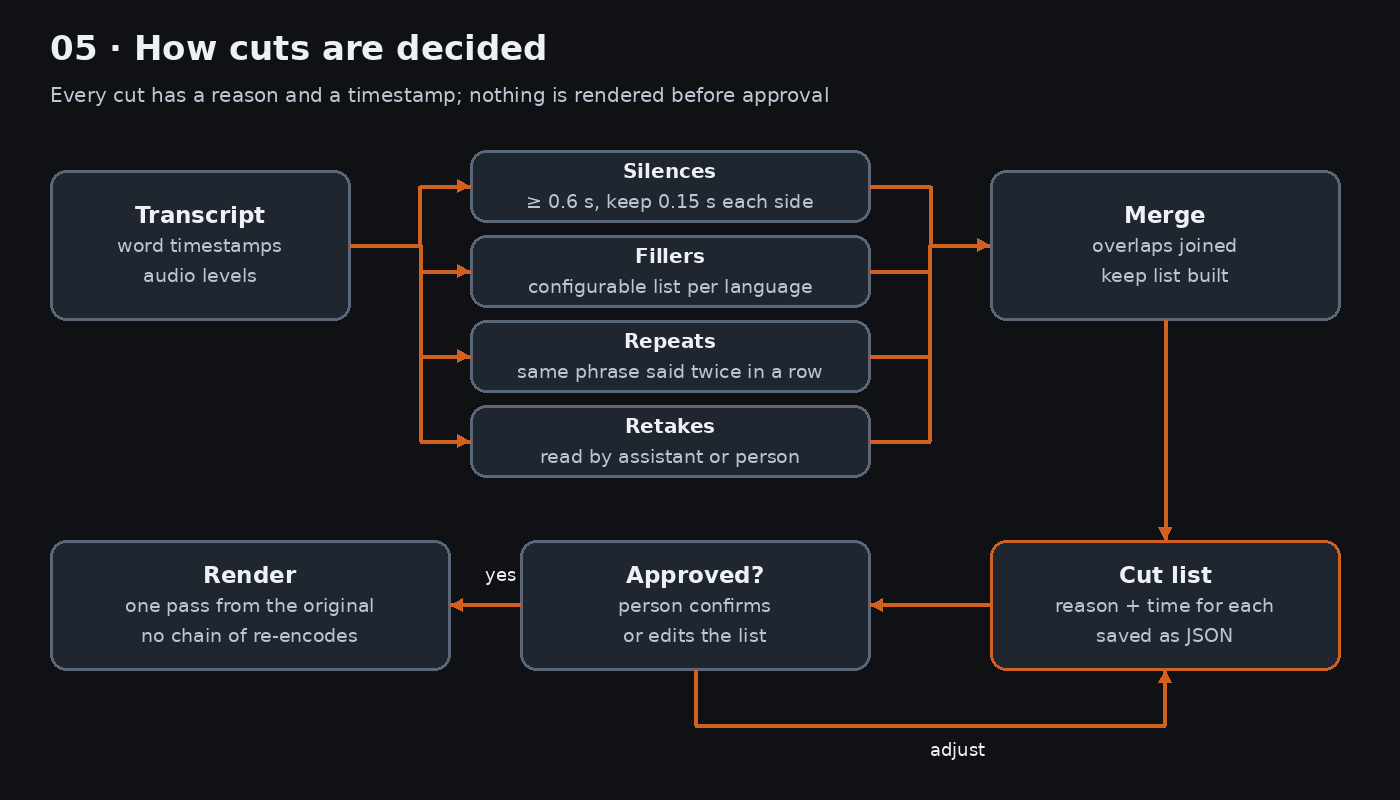 05 · How cuts are decided
Every cut has a reason and a timestamp; nothing is rendered before approval
Transcript
word timestamps
audio levels
Silences
≥ 0.6 s, keep 0.15 s each side
Fillers
configurable list per language
Repeats
same phrase said twice in a row
Retakes
read by assistant or person
Merge
overlaps joined
keep list built
Cut list
reason + time for each
saved as JSON
Approved?
person confirms
or edits the list
yes
Render
one pass from the original
no chain of re-encodes
adjust